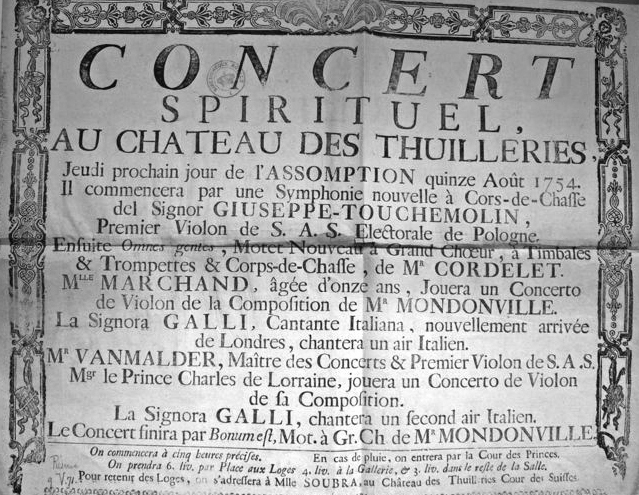 CONCERT
SPIRITUEL,
AU CHATEAU DES THUILLERIES,
Jeudi prochain jour de l'ASSOMPTION quinze Août 1754.
Il commencera par une Symphonie nouvelle à Cors-de-Chasse
del Signor GIUSEPPE-TOUCHEMOLIN,
Premier Violon de S. A. S. Electorale de Pologne.
Ensuite Omnes gentes, Motet Nouveau à Grand Chœur, à Timbales
& Trompettes & Corps-de-Chasse, de Mr CORDELET.
MLLE MARCHAND, âgée d'onze ans, Jouera un Concerto
de Violon de la Composition de Mr MONDONVILLE.
La Signora GALLI, Cantante Italiana, nouvellement arrivée
de Londres, chantera un air Italien.
Mr VANMALDER, Maître des Concerts & Premier Violon de S. A. S.
Mgr le Prince Charles de Lorraine, jouera un Concerto de Violon
de sa Composition.
La Signora GALLI, chantera un second air Italien.
Le Concert finira par Bonum est, Mot. à Gr. Ch. de Mr MONDONVILLE.
On commencera à cinq heures précises. En cas de pluie, on entrera par la Cour des Princes.
On prendra 6. liv. par Place aux Loges 4. liv. à la Gallerie, & 3. liv. dans le reste de la Salle.
Pour retenir des Loges, on s'adressera à Mlle SOUBRA, au Château des Thuilleries Cour des Suisses